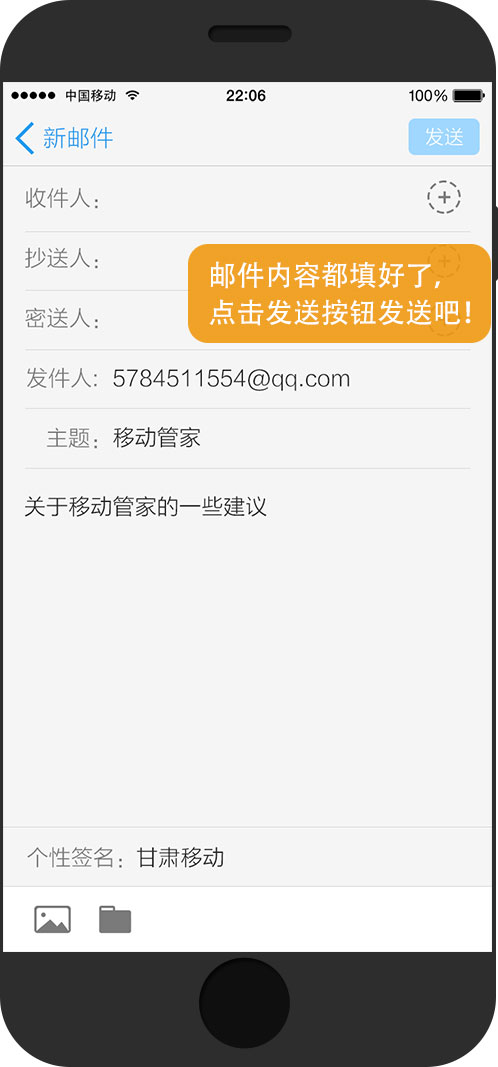 中国移动 22:06 100%
新邮件 发送
收件人：
抄送人：
邮件内容都填好了,
点击发送按钮发送吧!
密送人：
发件人: 5784511554@qq.com
主题: 移动管家
关于移动管家的一些建议
个性签名: 甘肃移动